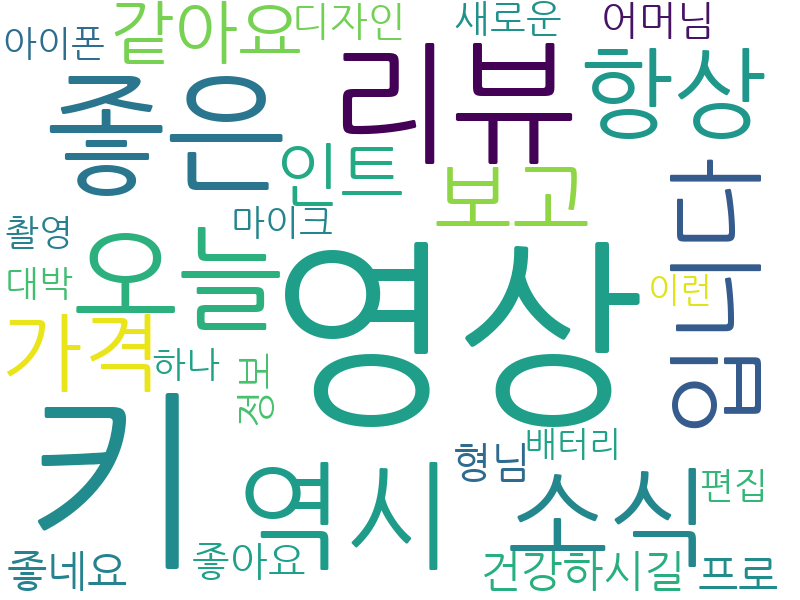 아이폰
같아요
디자인
새로운
어머님
좋은
리뷰
항상
인트
보고
입니다
촬영
마이크
오늘
영상
대박
이런
가격
하나
정보
키
역시
형님
배터리
소식
편집
좋네요
좋아요
건강하시길
프로